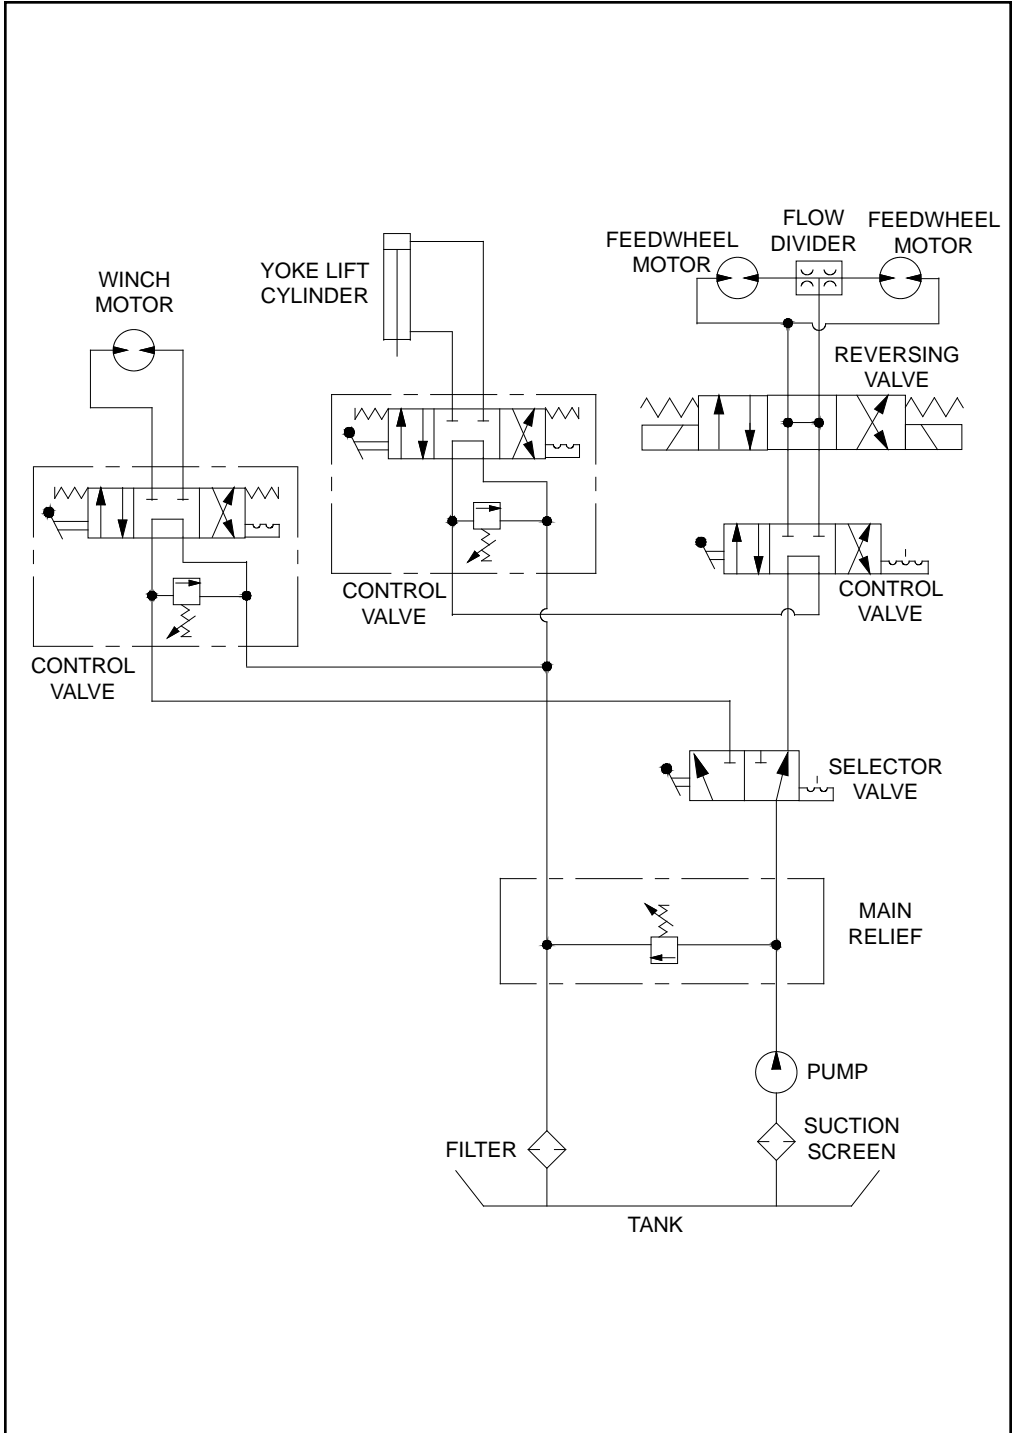 FLOW
DIVIDER
FEEDWHEEL
MOTOR
FEEDWHEEL
MOTOR
YOKE LIFT
CYLINDER
WINCH
MOTOR
REVERSING
VALVE
CONTROL
VALVE
CONTROL
VALVE
CONTROL
VALVE
SELECTOR
VALVE
MAIN
RELIEF
PUMP
SUCTION
SCREEN
FILTER
TANK